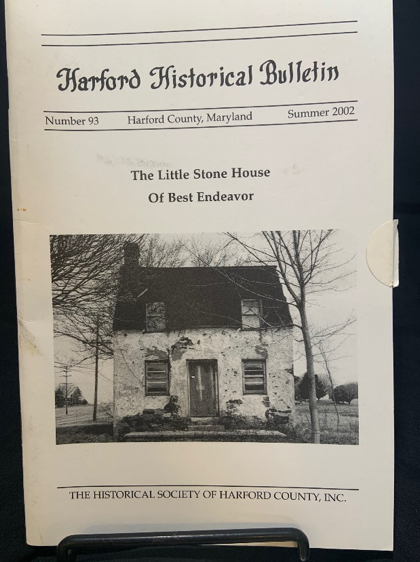 Harford Historical Bulletin
Number 93 Harford County, Maryland Summer 2002
The Little Stone House
Of Best Endeavor
THE HISTORICAL SOCIETY OF HARFORD COUNTY, INC.